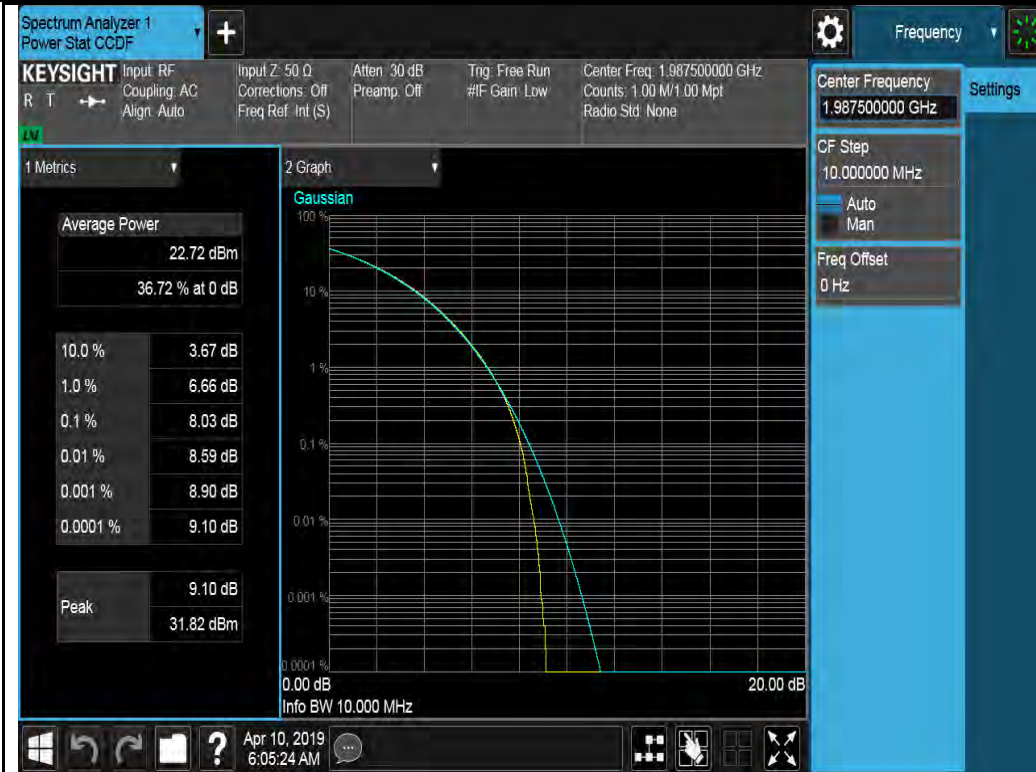 Spectrum Analyzer 1
Power Stat CCDF
+
Frequency
KEYSIGHT
R T
LNI
Input: RF
Coupling: AC
Align: Auto
Input Z: 50 Ω
Corrections: Off
Freq Ref: Int (S)
Atten: 30 dB
Preamp: Off
Trig: Free Run
#IF Gain: Low
Center Freq: 1.987500000 GHz
Counts: 1.00 M/1.00 Mpt
Radio Std: None
Center Frequency
1.987500000 GHz
Settings
CF Step
10.000000 MHz
Auto
Man
Freq Offset
0 Hz
1 Metrics
Average Power
22.72 dBm
36.72 % at 0 dB
10.0 % 3.67 dB
1.0 % 6.66 dB
0.1 % 8.03 dB
0.01 % 8.59 dB
0.001 % 8.90 dB
0.0001 % 9.10 dB
Peak
9.10 dB
31.82 dBm
2 Graph
Gaussian
100 %
10 %
1 %
0.1 %
0.01 %
0.001 %
0.0001 %
0.00 dB 20.00 dB
Info BW 10.000 MHz
?
Apr 10, 2019
6:05:24 AM